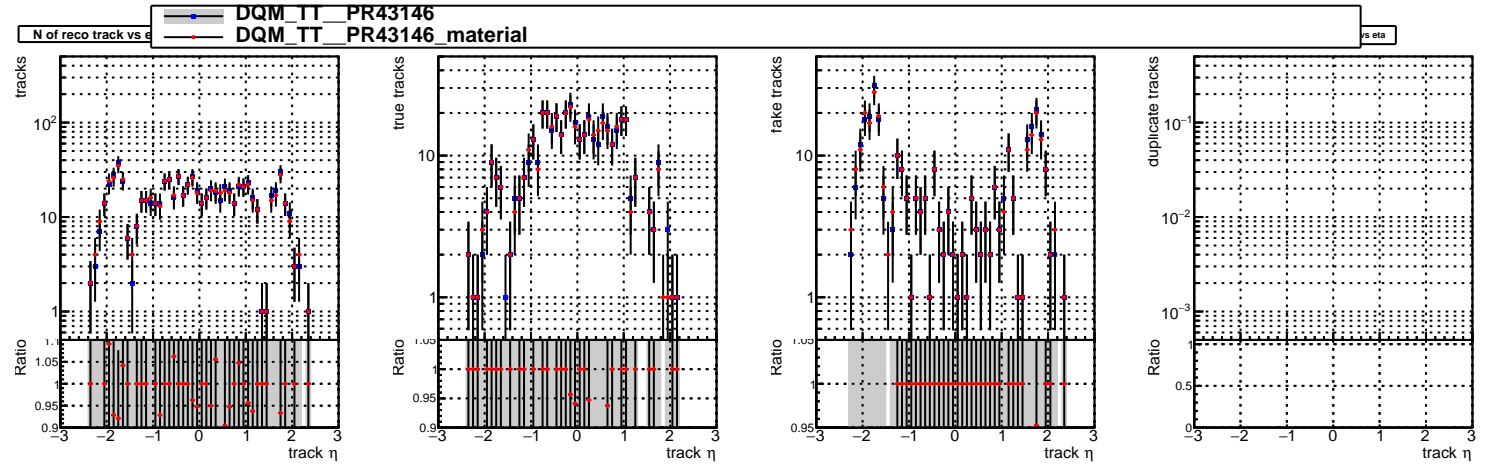 DQM_TT__PR43146
DQM_TT__PR43146_material
N of reco track vs e
vs eta
tracks
10²
10
1
Ratio
1.1
1.05
1
0.95
0.9
−3 −2 −1 0 1 2 3
track η
true tracks
10
1
Ratio
1.05
1
0.95
0.9
−3 −2 −1 0 1 2 3
track η
fake tracks
10
1
Ratio
1.05
1
0.95
−3 −2 −1 0 1 2 3
track η
duplicate tracks
10⁻¹
10⁻²
10⁻³
Ratio
1
0.5
0
−3 −2 −1 0 1 2 3
track η